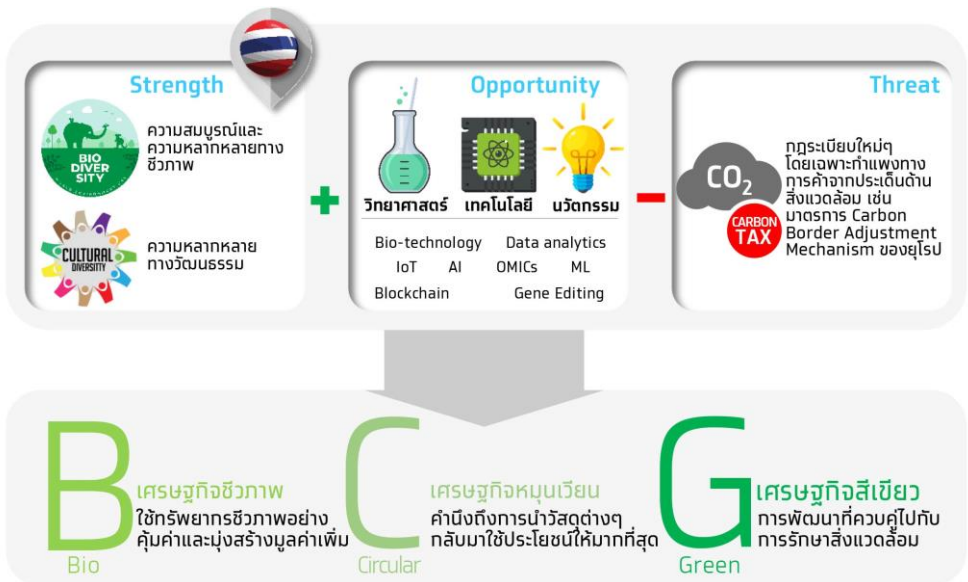 Strength
BIO
DIVER
SITY
ความสมบูรณ์และ
ความหลากหลายทาง
ชีวภาพ
CULTURAL
DIVERSITY
ความหลากหลาย
ทางวัฒนธรรม
+
Opportunity
วิทยาศาสตร์ เทคโนโลยี นวัตกรรม
Bio-technology Data analytics
IoT AI OMICs ML
Blockchain Gene Editing
-
Threat
CO2
CARBON
TAX
กฎระเบียบใหม่ๆ
โดยเฉพาะกำแพงทาง
การค้าจากประเด็นด้าน
สิ่งแวดล้อม เช่น
มาตรการ Carbon
Border Adjustment
Mechanism ของยุโรป
B
Bio
เศรษฐกิจชีวภาพ
ใช้ทรัพยากรชีวภาพอย่าง
คุ้มค่าและมุ่งสร้างมูลค่าเพิ่ม
C
Circular
เศรษฐกิจหมุนเวียน
คำนึงถึงการนำวัสดุต่างๆ
กลับมาใช้ประโยชน์ให้มากที่สุด
G
Green
เศรษฐกิจสีเขียว
การพัฒนาที่ควบคู่ไปกับ
การรักษาสิ่งแวดล้อม